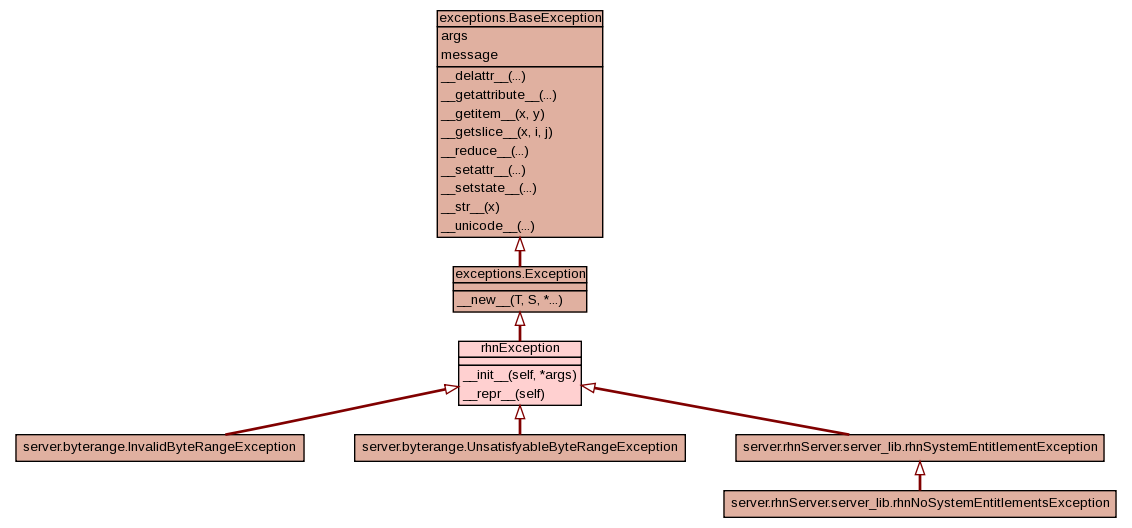 exceptions.BaseException
args
message
__delattr__(...)
__getattribute__(...)
__getitem__(x, y)
__getslice__(x, i, j)
__reduce__(...)
__setattr__(...)
__setstate__(...)
__str__(x)
__unicode__(...)
exceptions.Exception
__new__(T, S, *...)
rhnException
__init__(self, *args)
__repr__(self)
server.byterange.InvalidByteRangeException
server.byterange.UnsatisfyableByteRangeException
server.rhnServer.server_lib.rhnSystemEntitlementException
server.rhnServer.server_lib.rhnNoSystemEntitlementsException